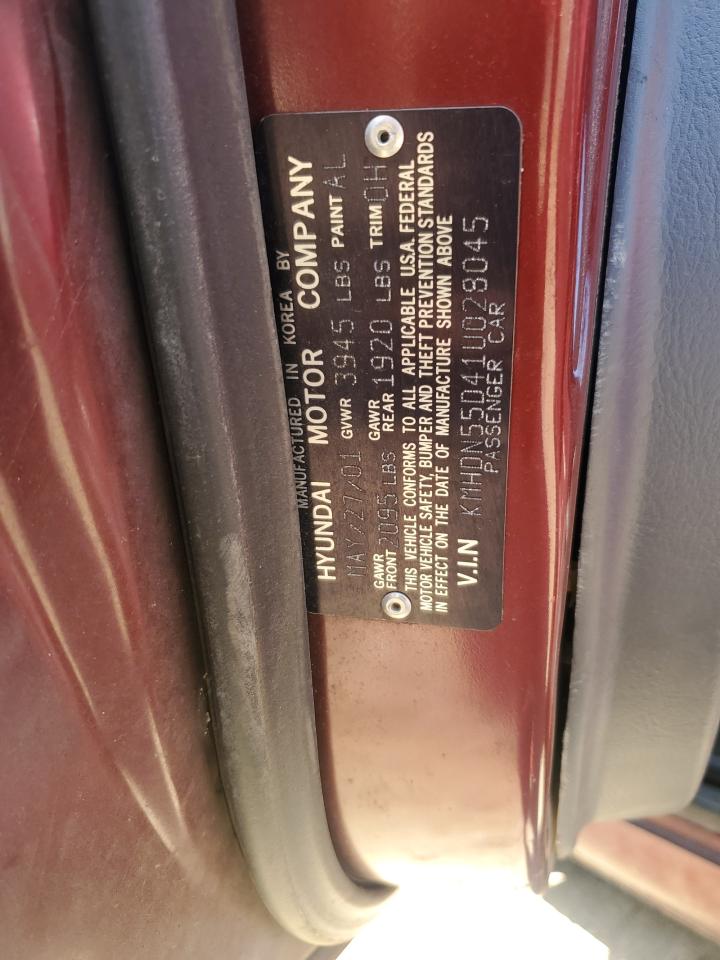 MANUFACTURED IN KOREA BY
HYUNDAI MOTOR COMPANY
MAY/27/01 GVWR 3945 LBS PAINT AL
GAWR FRONT 2095 LBS GAWR REAR 1920 LBS TRIM OH
THIS VEHICLE CONFORMS TO ALL APPLICABLE U.S.A. FEDERAL
MOTOR VEHICLE SAFETY, BUMPER AND THEFT PREVENTION STANDARDS
IN EFFECT ON THE DATE OF MANUFACTURE SHOWN ABOVE
V.I.N KMHDN55D41U028045
PASSENGER CAR